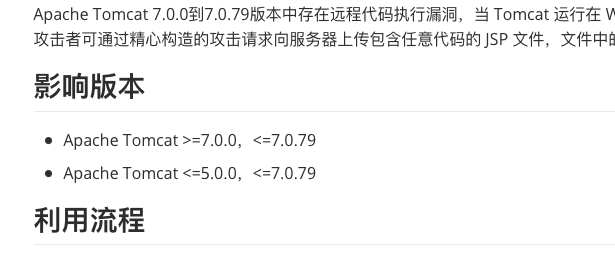 Apache Tomcat 7.0.0到7.0.79版本中存在远程代码执行漏洞，当 Tomcat 运行在 W
攻击者可通过精心构造的攻击请求向服务器上传包含任意代码的 JSP 文件，文件中的
影响版本
Apache Tomcat >=7.0.0，<=7.0.79
Apache Tomcat <=5.0.0，<=7.0.79
利用流程